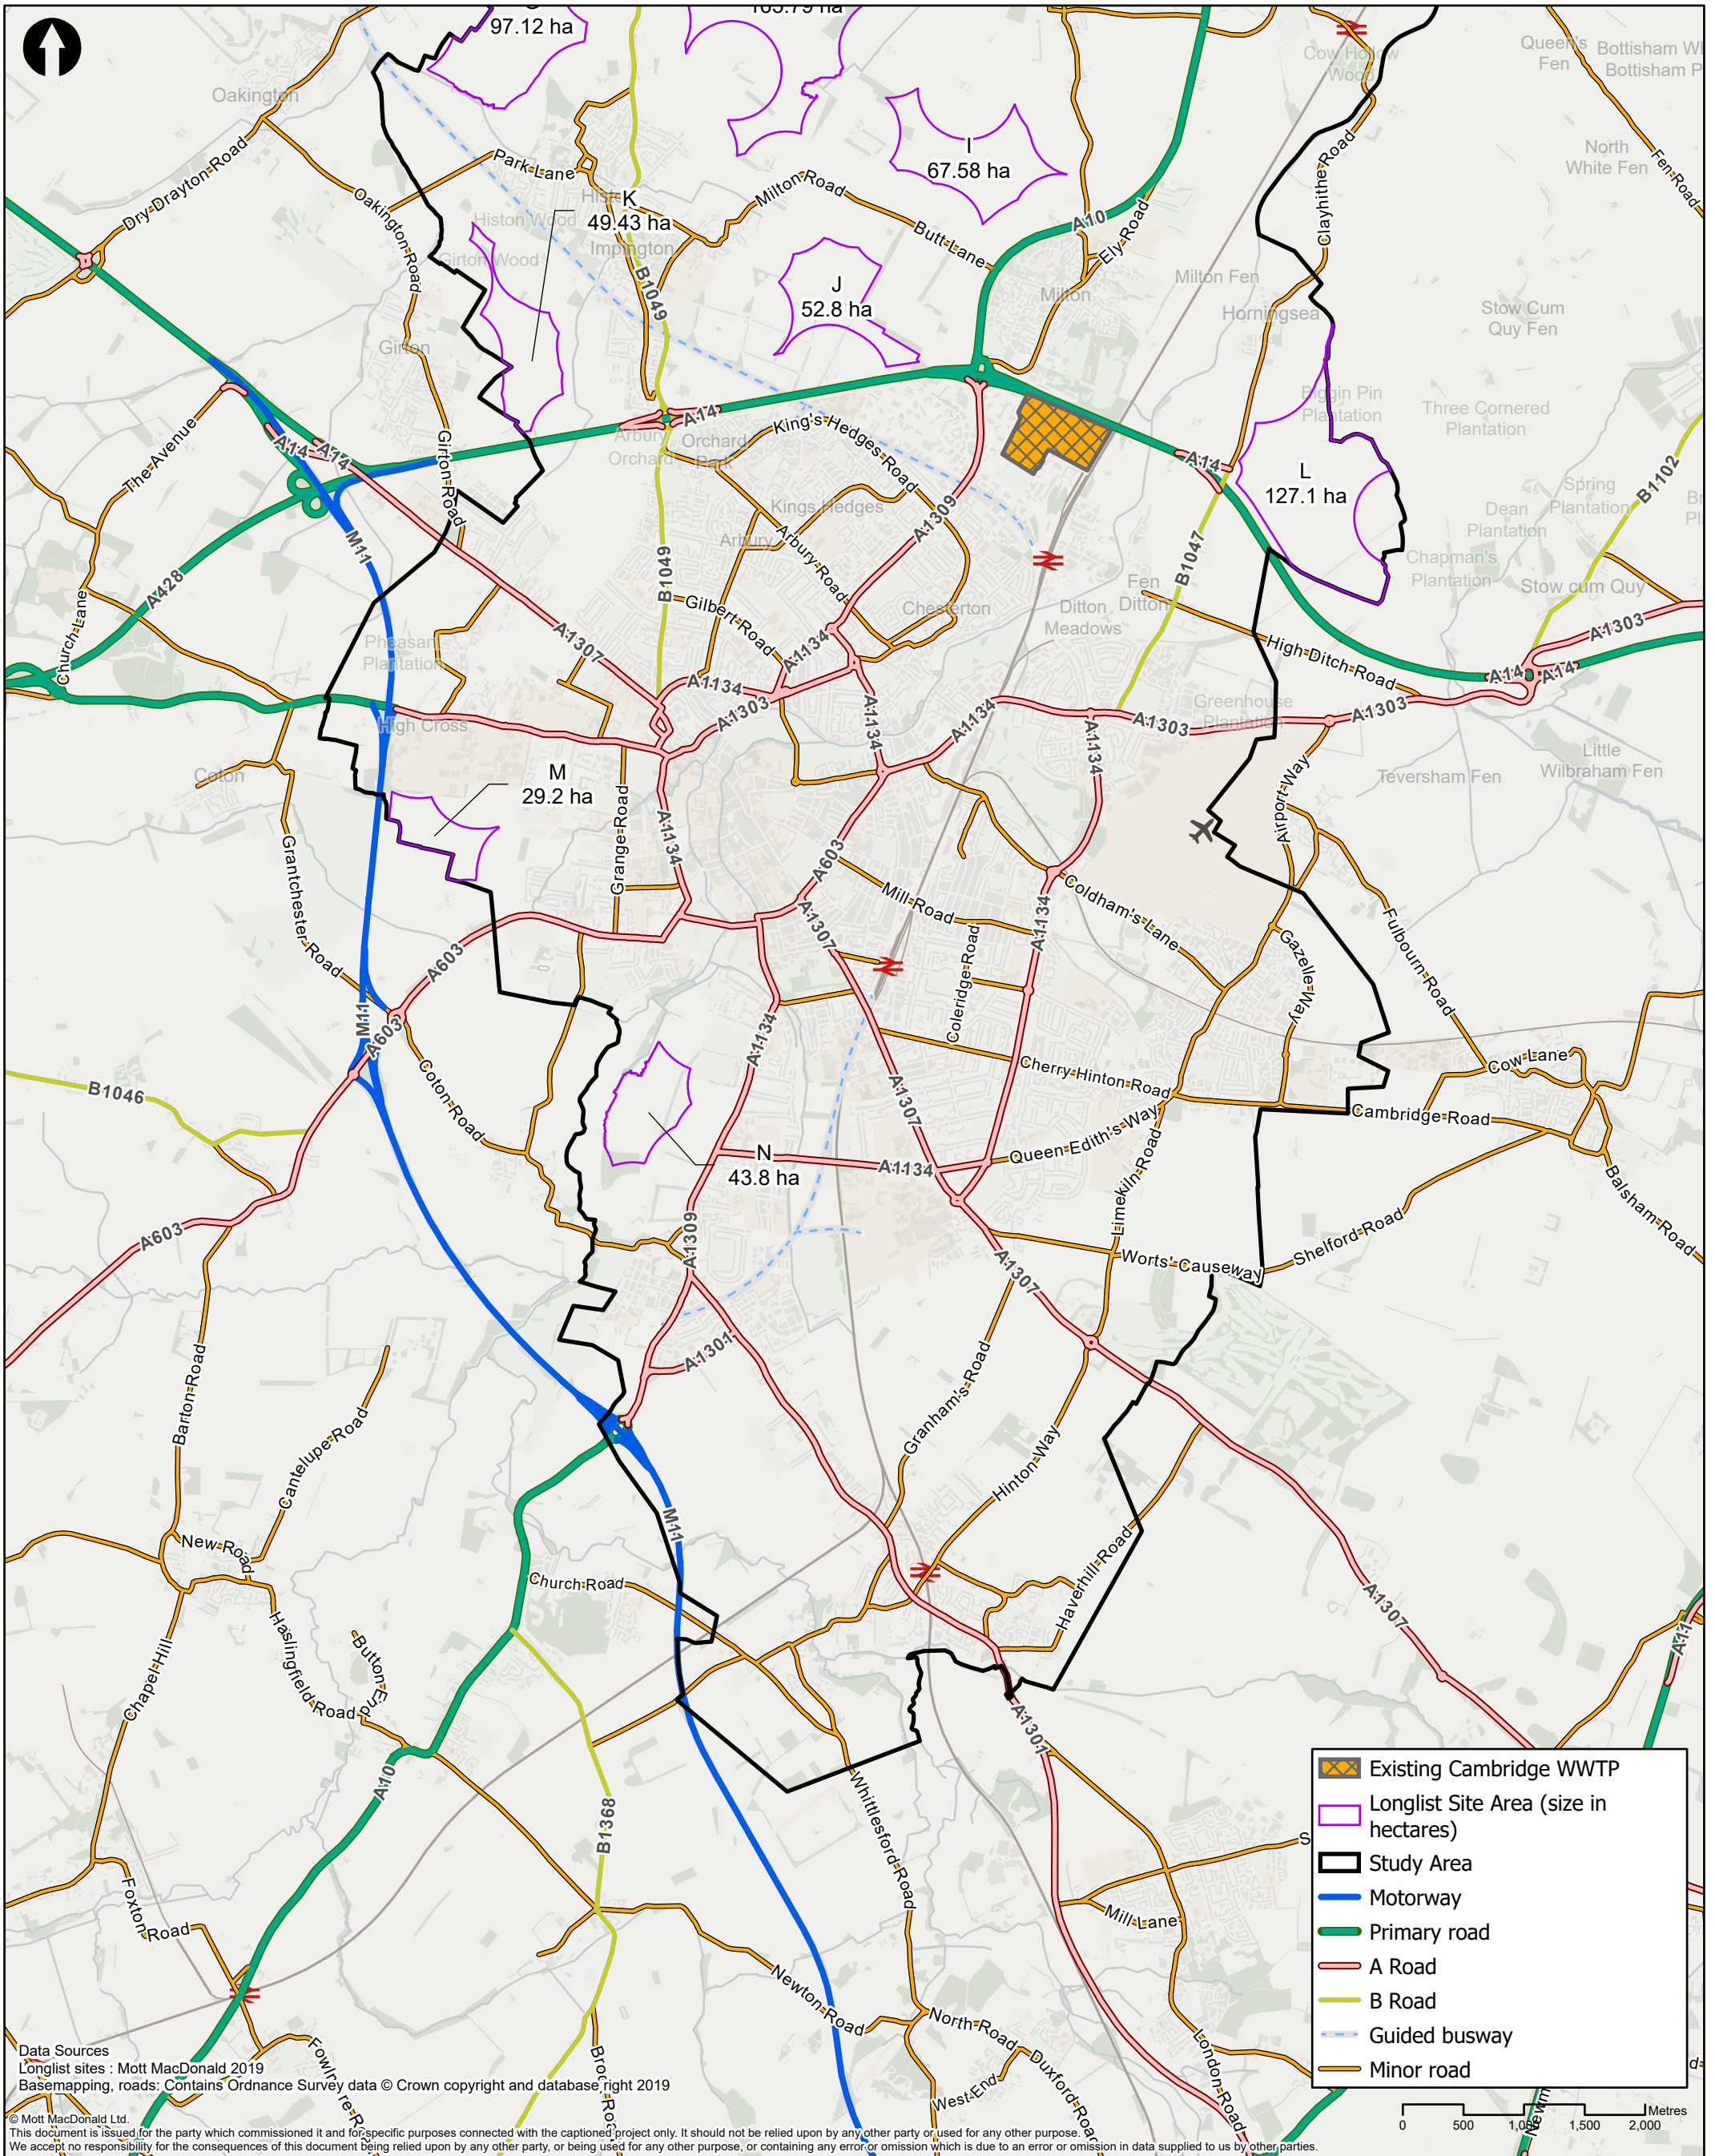 97.12 ha
165.79 ha
Cow Hollow
Wood
Queen's
Fen
Oakington
Dry Drayton Road
Park Lane
Oakington Road
Histon Wood
K
49.43 ha
Impington
Girton Wood
B1049
Milton Road
I
67.58 ha
Butt Lane
A10
Ely Road
Milton
Milton Fen
Clayhithe Road
North
White Fen
Fen Road
Horningsea
Stow Cum
Quy Fen
J
52.8 ha
Girton
Biggin Pin
Plantation
Three Cornered
Plantation
The Avenue
A14
A14
Girton Road
A14
Arbury
Orchard
Orchard
Park
King's Hedges Road
Kings Hedges
A1309
A14
L
127.1 ha
Spring
Plantation
Dean
Plantation
B1102
Chapman's
Plantation
Stow cum Quy
M11
A428
Church Lane
B1049
Arbury
Arbury Road
Gilbert Road
Chesterton
Fen
Ditton
Ditton
Meadows
B1047
High Ditch Road
Pheasant
Plantation
A1307
A1134
A1134
A1303
A1134
A1134
A1303
A1134
Greenhouse
Plantation
A1303
A14
A14
A1303
High Cross
Coton
M
29.2 ha
Grange Road
A1134
A603
Airport Way
Teversham Fen
Little
Wilbraham Fen
Grantchester Road
A603
Mill Road
A1307
Coleridge Road
A1134
Coldham's Lane
Gazelle Way
Fulbourn Road
M11
A603
Coton Road
B1046
A1134
A1307
Cherry Hinton Road
Cow Lane
Cambridge Road
N
43.8 ha
A1134
Queen Edith's Way
Limekiln Road
Balsham Road
A603
A1309
Worts' Causeway
Shelford Road
A1307
A1301
Barton Road
Cantelupe Road
Granham's Road
Hinton Way
New Road
M11
Church Road
Haverhill Road
A1307
A11
Chapel Hill
Haslingfield Road
Button End
A1301
A10
B1368
Whittlesford Road
Foxton Road
Mill Lane
Newton Road
North Road
Duxford Road
West End
London Road
Existing Cambridge WWTP
Longlist Site Area (size in
hectares)
Study Area
Motorway
Primary road
A Road
B Road
Guided busway
Minor road
0 500 1,500 2,000 Metres
Data Sources
Longlist sites : Mott MacDonald 2019
Basemapping, roads: Contains Ordnance Survey data © Crown copyright and database right 2019
© Mott MacDonald Ltd.
This document is issued for the party which commissioned it and for specific purposes connected with the captioned project only. It should not be relied upon by any other party or used for any other purpose.
We accept no responsibility for the consequences of this document being relied upon by any other party, or being used for any other purpose, or containing any error or omission which is due to an error or omission in data supplied to us by other parties.